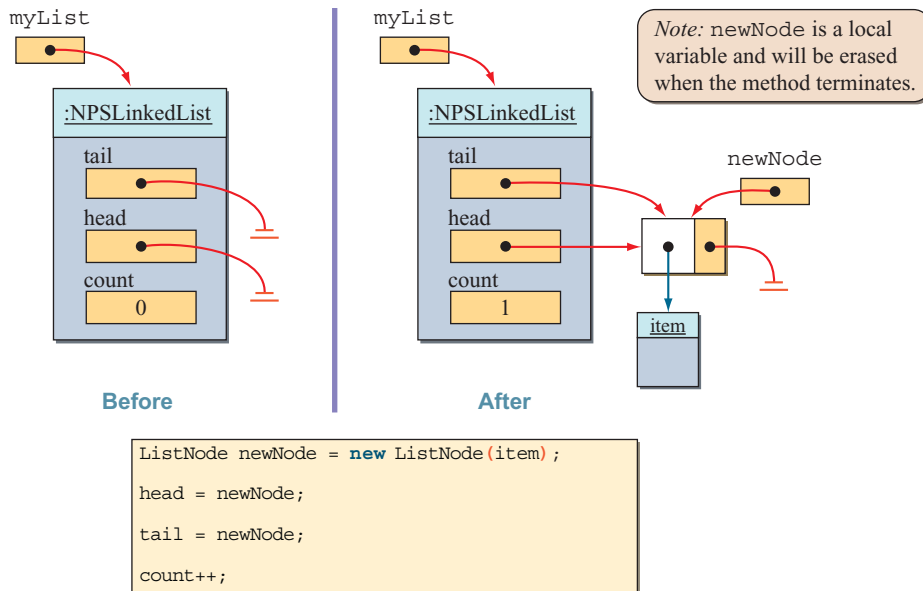 myList
:NPSLinkedList
tail
head
count
0
Before
myList
:NPSLinkedList
tail
head
count
1
After
Note: newNode is a local
variable and will be erased
when the method terminates.
newNode
item
ListNode newNode = new ListNode(item);
head = newNode;
tail = newNode;
count++;